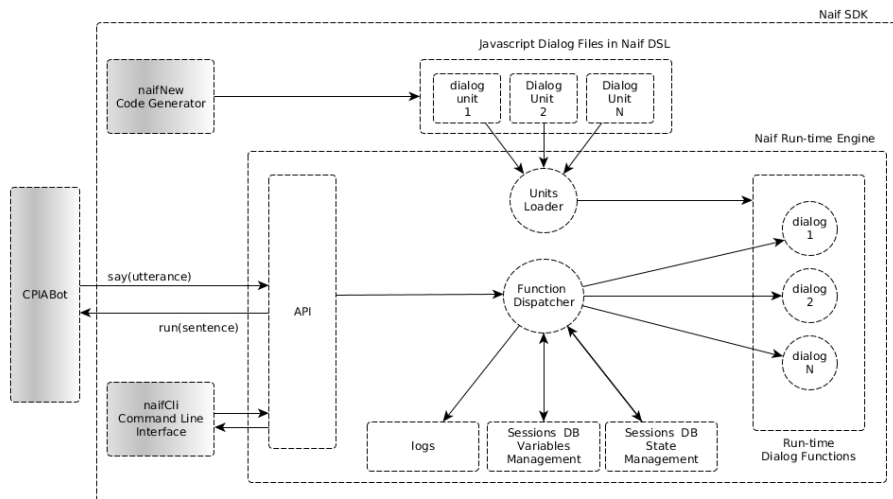 Naif SDK
Javascript Dialog Files in Naif DSL
naifNew
Code Generator
dialog
unit
1
Dialog
Unit
2
Dialog
Unit
N
Naif Run-time Engine
Units
Loader
dialog
1
CPIABot
say(utterance)
run(sentence)
API
Function
Dispatcher
dialog
2
dialog
N
naifCli
Command Line
Interface
logs
Sessions DB
Variables
Management
Sessions DB
State
Management
Run-time
Dialog Functions